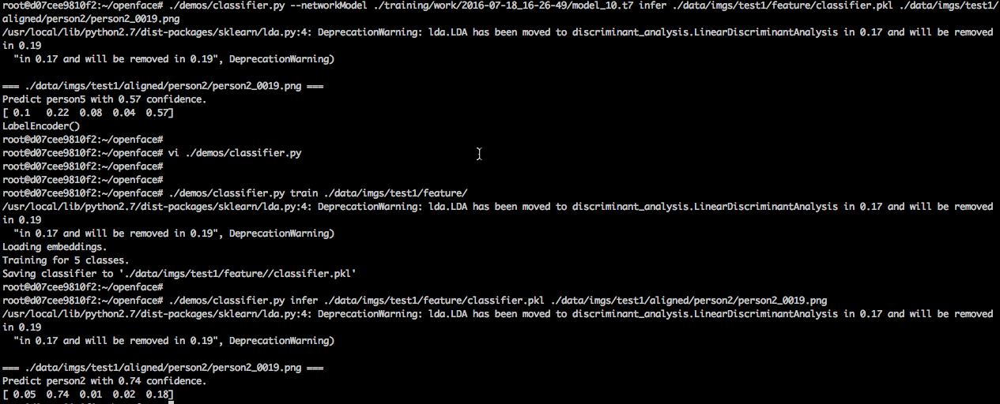 root@d07cee9810f2:~/openface# ./demos/classifier.py --networkModel ./training/work/2016-07-18_16-26-49/model_10.t7 infer ./data/imgs/test1/feature/classifier.pkl ./data/imgs/test1/
aligned/person2/person2_0019.png
/usr/local/lib/python2.7/dist-packages/sklearn/lda.py:4: DeprecationWarning: lda.LDA has been moved to discriminant_analysis.LinearDiscriminantAnalysis in 0.17 and will be removed
in 0.19
"in 0.17 and will be removed in 0.19", DeprecationWarning)
=== ./data/imgs/test1/aligned/person2/person2_0019.png ===
Predict person5 with 0.57 confidence.
[ 0.1 0.22 0.08 0.04 0.57]
LabelEncoder()
root@d07cee9810f2:~/openface#
root@d07cee9810f2:~/openface# vi ./demos/classifier.py
root@d07cee9810f2:~/openface#
root@d07cee9810f2:~/openface#
root@d07cee9810f2:~/openface# ./demos/classifier.py train ./data/imgs/test1/feature/
/usr/local/lib/python2.7/dist-packages/sklearn/lda.py:4: DeprecationWarning: lda.LDA has been moved to discriminant_analysis.LinearDiscriminantAnalysis in 0.17 and will be removed
in 0.19
"in 0.17 and will be removed in 0.19", DeprecationWarning)
Loading embeddings.
Training for 5 classes.
Saving classifier to './data/imgs/test1/feature//classifier.pkl'
root@d07cee9810f2:~/openface#
root@d07cee9810f2:~/openface# ./demos/classifier.py infer ./data/imgs/test1/feature/classifier.pkl ./data/imgs/test1/aligned/person2/person2_0019.png
/usr/local/lib/python2.7/dist-packages/sklearn/lda.py:4: DeprecationWarning: lda.LDA has been moved to discriminant_analysis.LinearDiscriminantAnalysis in 0.17 and will be removed
in 0.19
"in 0.17 and will be removed in 0.19", DeprecationWarning)
=== ./data/imgs/test1/aligned/person2/person2_0019.png ===
Predict person2 with 0.74 confidence.
[ 0.05 0.74 0.01 0.02 0.18]